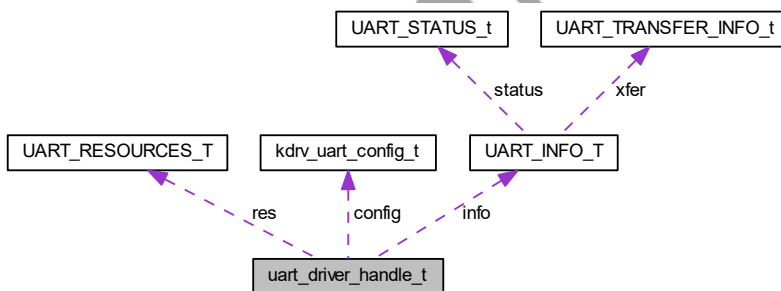 UART_STATUS_t
UART_TRANSFER_INFO_t
status
xfer
UART_RESOURCES_T
kdrv_uart_config_t
UART_INFO_T
res
config
info
uart_driver_handle_t